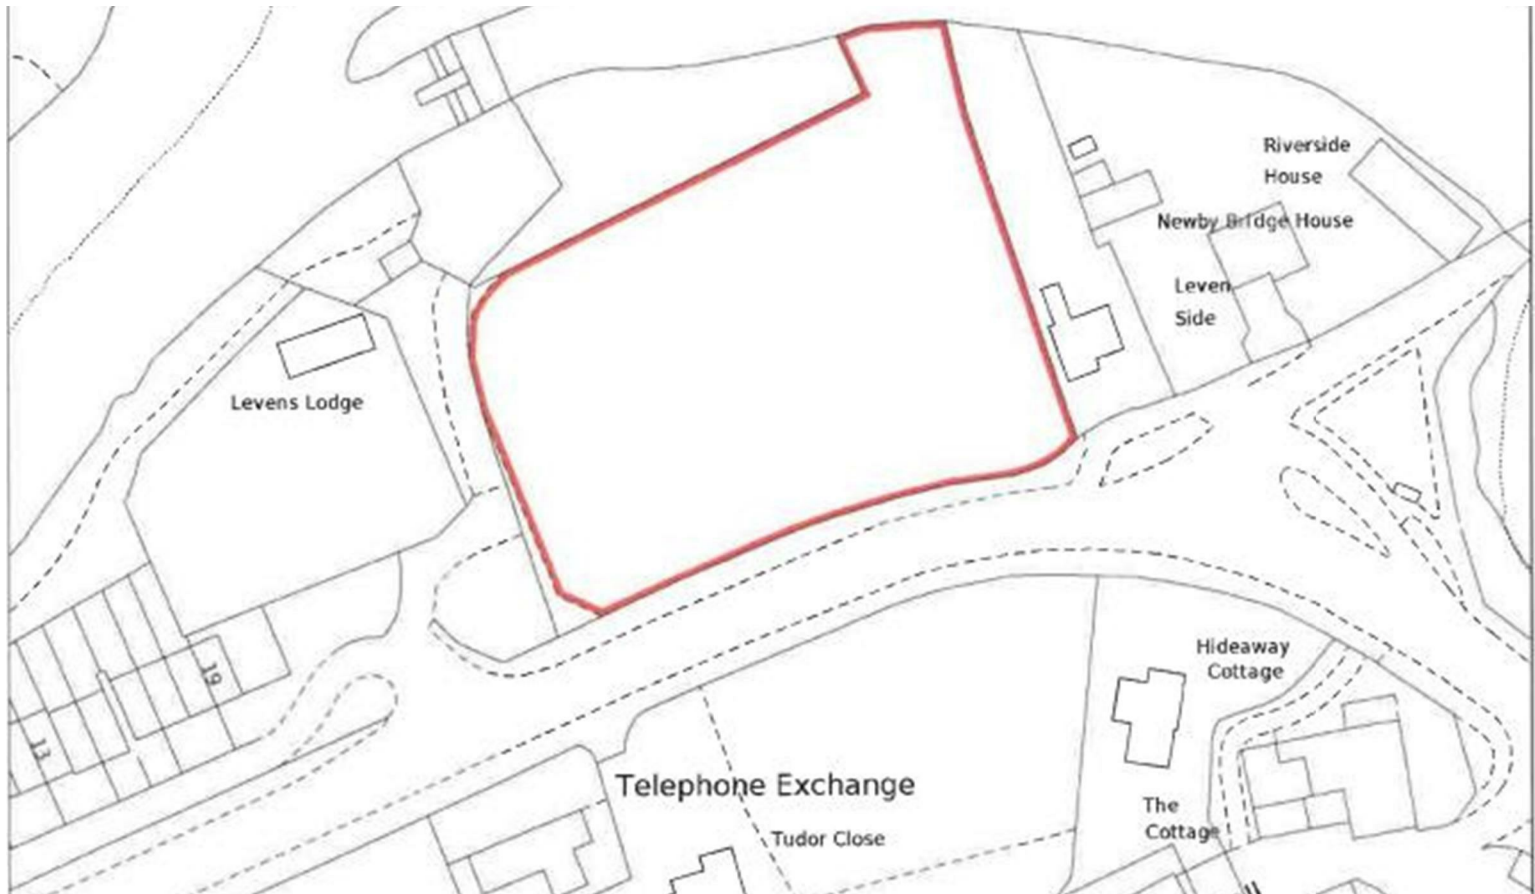 Riverside
House
Newby Bridge House
Leven
Side
Levens Lodge
Hideaway
Cottage
19
13
Telephone Exchange
The
Cottage
Tudor Close